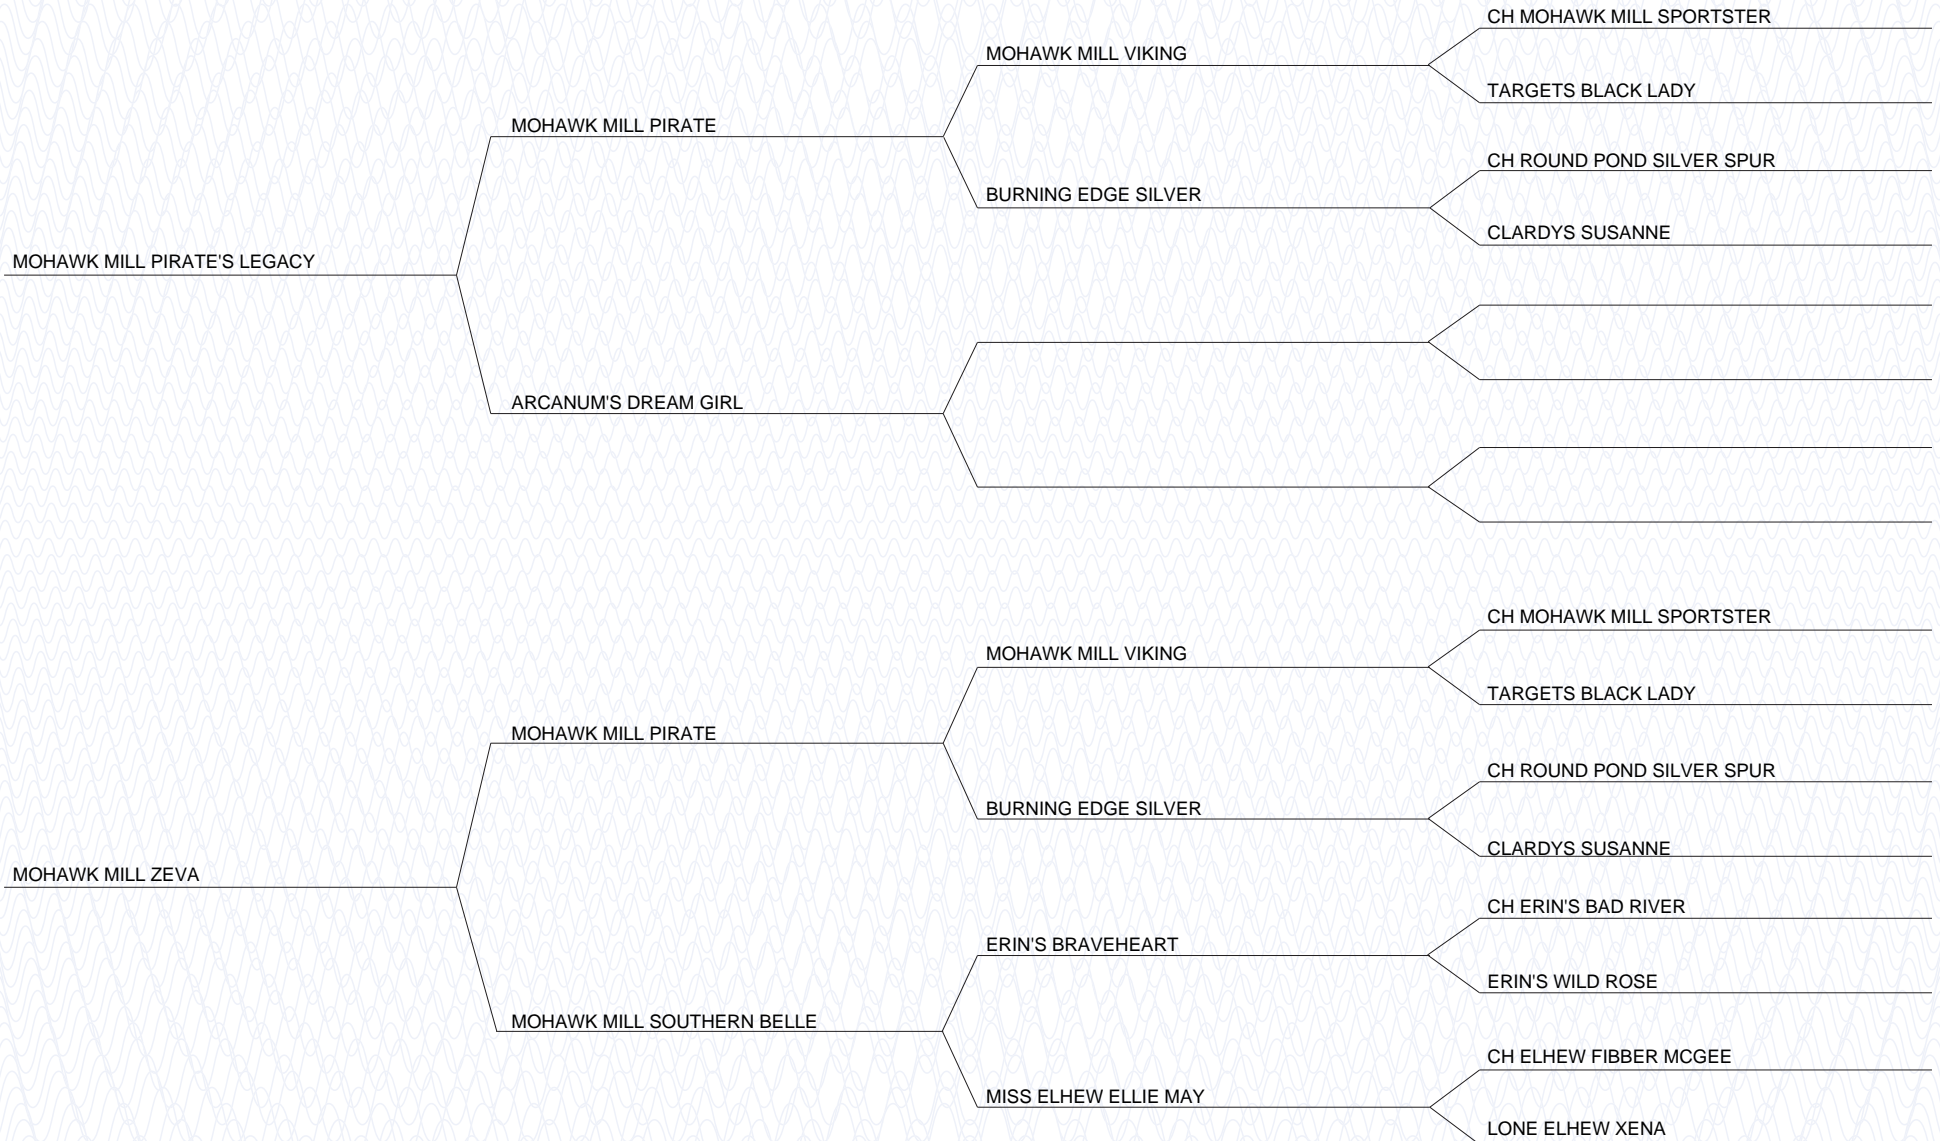 CH MOHAWK MILL SPORTSTER
MOHAWK MILL VIKING
TARGETS BLACK LADY
MOHAWK MILL PIRATE
CH ROUND POND SILVER SPUR
BURNING EDGE SILVER
CLARDYS SUSANNE
MOHAWK MILL PIRATE'S LEGACY
ARCANUM'S DREAM GIRL
CH MOHAWK MILL SPORTSTER
MOHAWK MILL VIKING
TARGETS BLACK LADY
MOHAWK MILL PIRATE
CH ROUND POND SILVER SPUR
BURNING EDGE SILVER
CLARDYS SUSANNE
MOHAWK MILL ZEVA
CH ERIN'S BAD RIVER
ERIN'S BRAVEHEART
ERIN'S WILD ROSE
MOHAWK MILL SOUTHERN BELLE
CH ELHEW FIBBER MCGEE
MISS ELHEW ELLIE MAY
LONE ELHEW XENA